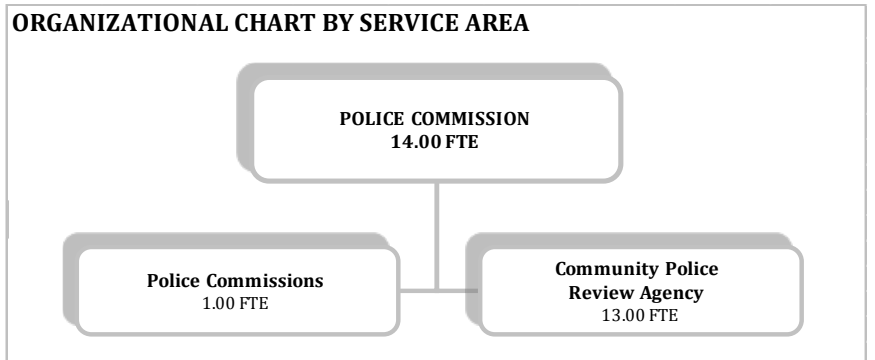 ORGANIZATIONAL CHART BY SERVICE AREA
POLICE COMMISSION
14.00 FTE
Police Commissions
1.00 FTE
Community Police
Review Agency
13.00 FTE